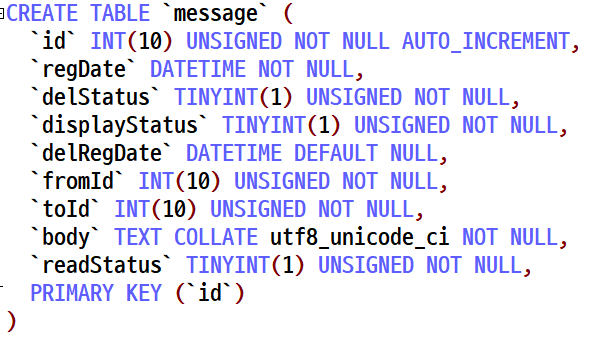 CREATE TABLE `message` (
`id` INT(10) UNSIGNED NOT NULL AUTO_INCREMENT,
`regDate` DATETIME NOT NULL,
`delStatus` TINYINT(1) UNSIGNED NOT NULL,
`displayStatus` TINYINT(1) UNSIGNED NOT NULL,
`delRegDate` DATETIME DEFAULT NULL,
`fromId` INT(10) UNSIGNED NOT NULL,
`toId` INT(10) UNSIGNED NOT NULL,
`body` TEXT COLLATE utf8_unicode_ci NOT NULL,
`readStatus` TINYINT(1) UNSIGNED NOT NULL,
PRIMARY KEY (`id`)
)